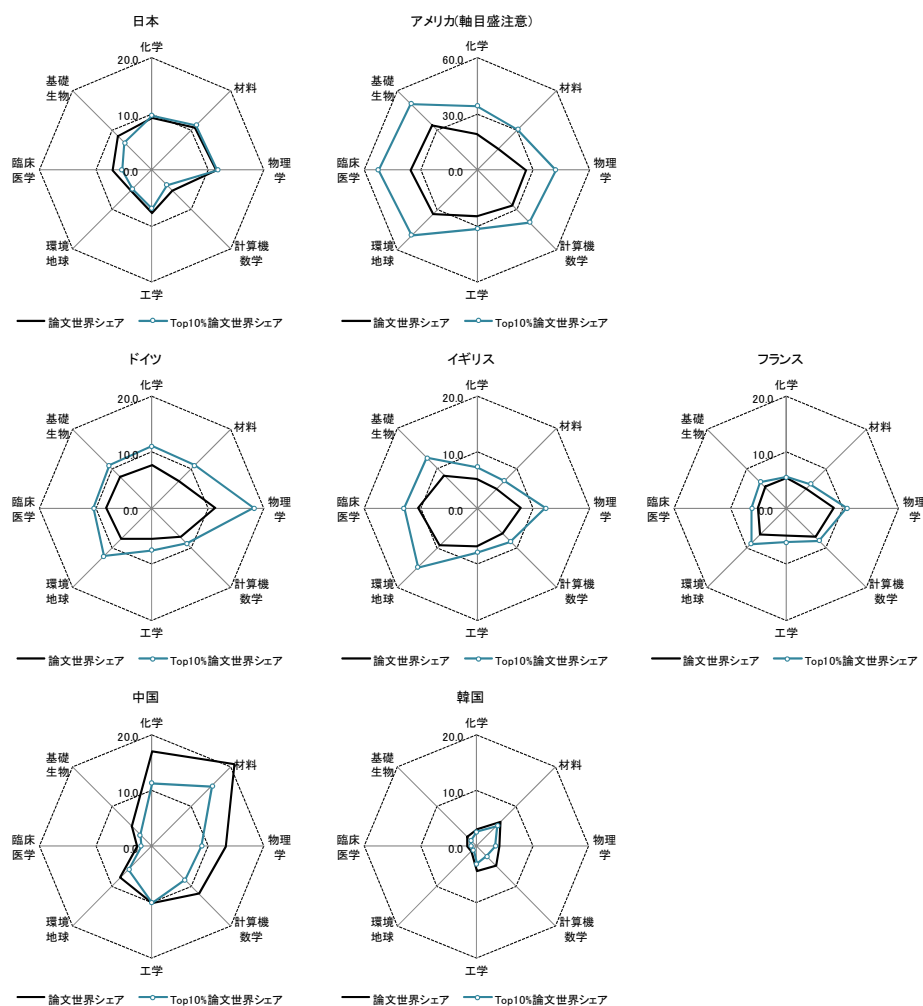 日本
化学
20.0
材料
10.0
物理
学
0.0
計算機
数学
工学
環境
地球
臨床
医学
基礎
生物
論文世界シェア
Top10%論文世界シェア
アメリカ(軸目盛注意)
化学
60.0
材料
30.0
物理
学
0.0
計算機
数学
工学
環境
地球
臨床
医学
基礎
生物
論文世界シェア
Top10%論文世界シェア
ドイツ
化学
20.0
材料
10.0
物理
学
0.0
計算機
数学
工学
環境
地球
臨床
医学
基礎
生物
論文世界シェア
Top10%論文世界シェア
イギリス
化学
20.0
材料
10.0
物理
学
0.0
計算機
数学
工学
環境
地球
臨床
医学
基礎
生物
論文世界シェア
Top10%論文世界シェア
フランス
化学
20.0
材料
10.0
物理
学
0.0
計算機
数学
工学
環境
地球
臨床
医学
基礎
生物
論文世界シェア
Top10%論文世界シェア
中国
化学
20.0
材料
10.0
物理
学
0.0
計算機
数学
工学
環境
地球
臨床
医学
基礎
生物
論文世界シェア
Top10%論文世界シェア
韓国
化学
20.0
材料
10.0
物理
学
0.0
計算機
数学
工学
環境
地球
臨床
医学
基礎
生物
論文世界シェア
Top10%論文世界シェア